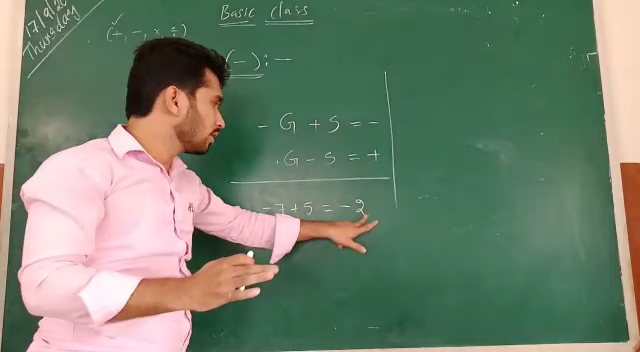 17/9/20
Thursday
Basic class
(+, -, x, ÷)
(-):-
- G + S = -
+G - S = +
-7+5 = -2